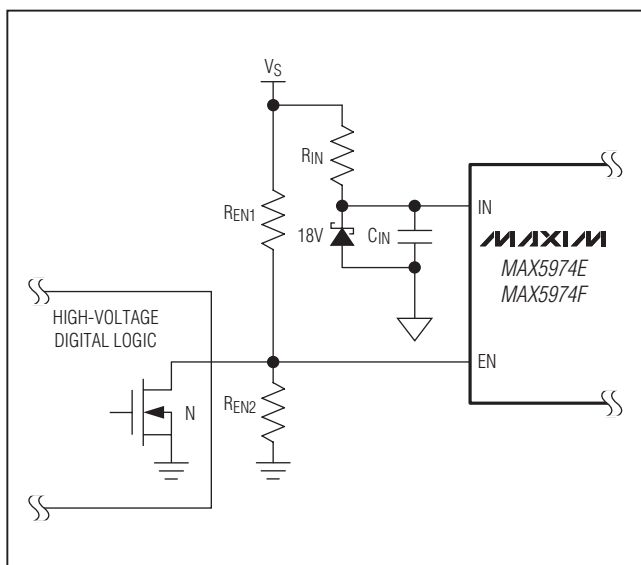 VS
RIN
REN1
18V
CIN
IN
MAXIM
MAX5974E
MAX5974F
HIGH-VOLTAGE
DIGITAL LOGIC
N
EN
REN2